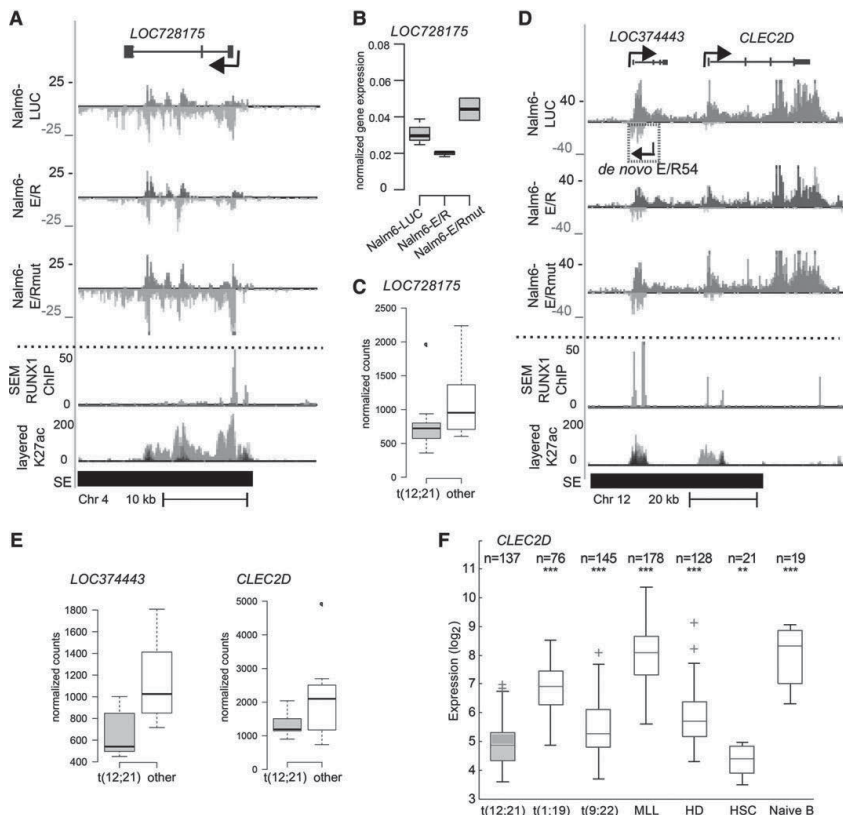 A
LOC728175
25 -
-25
Nalm6-
LUC
25 -
-25
Nalm6-
E/R
25 -
-25
Nalm6-
E/Rmut
50
0
SEM
RUNX1
ChIP
200
0
layered
K27ac
SE
Chr 4
10 kb
B
LOC728175
normalized gene expression
0.08
0.06
0.04
0.02
0
Nalm6-LUC
Nalm6-E/R
Nalm6-E/Rmut
C
LOC728175
normalized counts
2500
2000
1500
1000
500
0
t(12;21)
other
D
LOC374443
CLEC2D
40
-40
Nalm6-
LUC
de novo E/R54
40
-40
Nalm6-
E/R
40
-40
Nalm6-
E/Rmut
50
0
SEM
RUNX1
ChIP
200
0
layered
K27ac
SE
Chr 12
20 kb
E
LOC374443
normalized counts
1800
1600
1400
1200
1000
800
600
400
t(12;21)
other
CLEC2D
normalized counts
5000
4000
3000
2000
1000
0
t(12;21)
other
F
CLEC2D
n=137 n=76 n=145 n=178 n=128 n=21 n=19
*** *** *** *** ** ***
Expression (log2)
11
10
9
8
7
6
5
4
3
t(12;21) t(1;19) t(9;22) MLL HD HSC Naive B